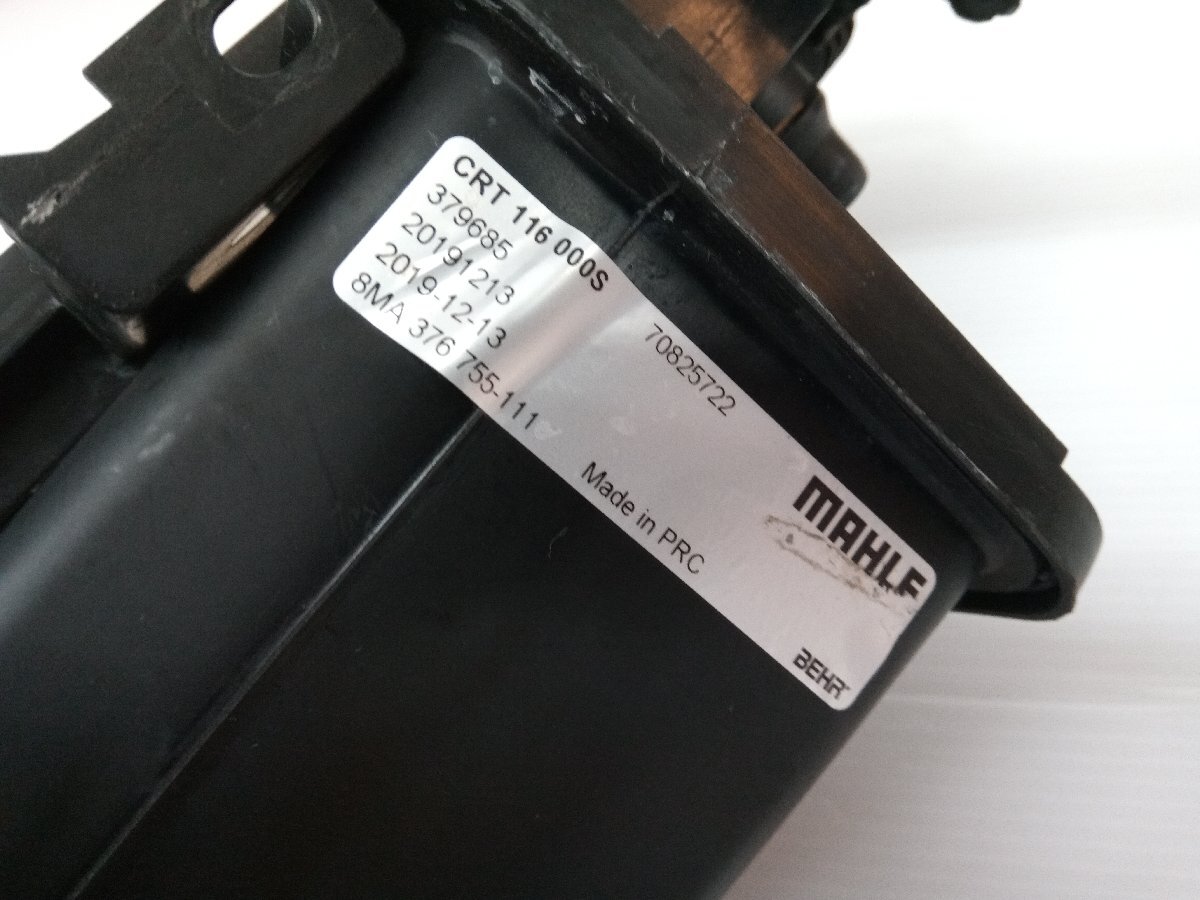 CRT 116 000S
379685
20191213
2019-12-13
8MA 376 755-111
70825722
Made in PRC
MAHLE
BEHR